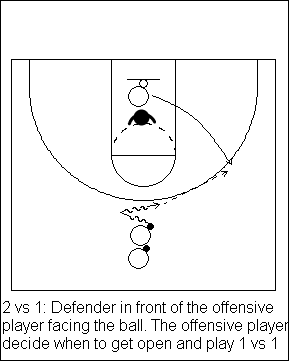 2 vs 1: Defender in front of the offensive
player facing the ball. The offensive player
decide when to get open and play 1 vs 1